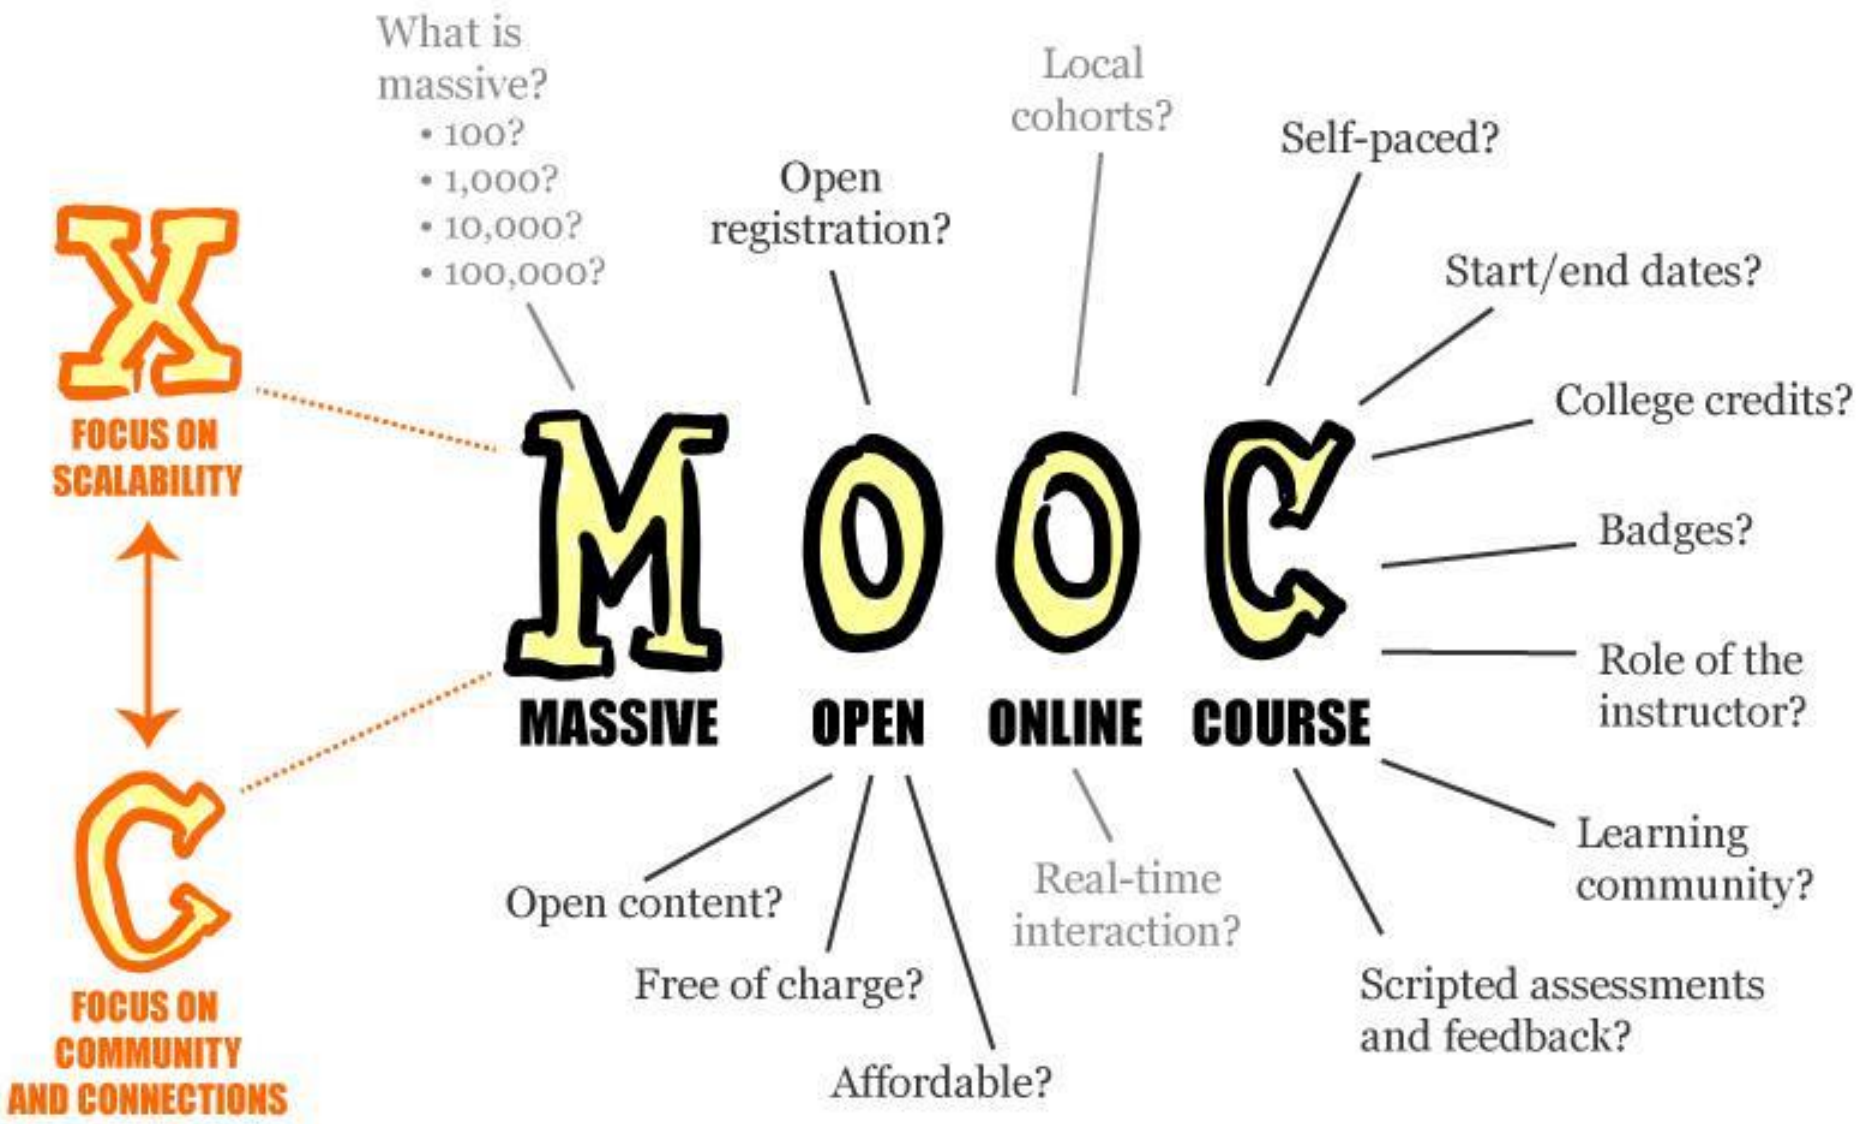 What is
massive?
• 100?
• 1,000?
• 10,000?
• 100,000?
Open
registration?
Local
cohorts?
Self-paced?
Start/end dates?
College credits?
Badges?
Role of the
instructor?
Learning
community?
Scripted assessments
and feedback?
X
FOCUS ON
SCALABILITY
C
FOCUS ON
COMMUNITY
AND CONNECTIONS
M O O C
MASSIVE OPEN ONLINE COURSE
Open content?
Free of charge?
Affordable?
Real-time
interaction?